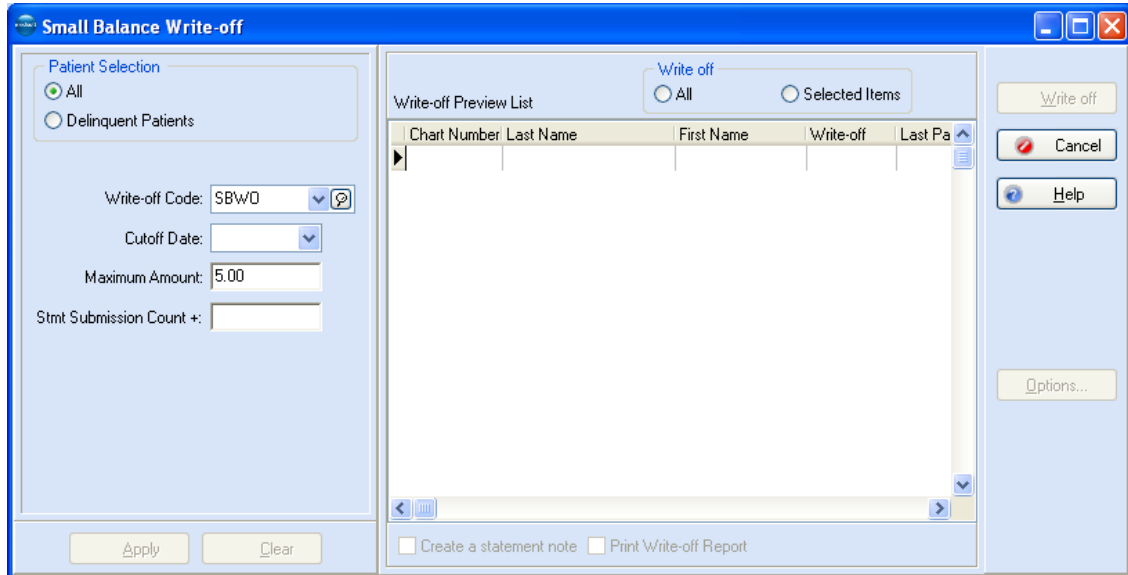 Small Balance Write-off
Patient Selection
All
Delinquent Patients
Write-off Code: SBWO
Cutoff Date:
Maximum Amount: 5.00
Stmt Submission Count +:
Apply Clear
Write off
Write-off Preview List All Selected Items
Chart Number Last Name First Name Write-off Last Pa
Create a statement note Print Write-off Report
Write off
Cancel
Help
Options...